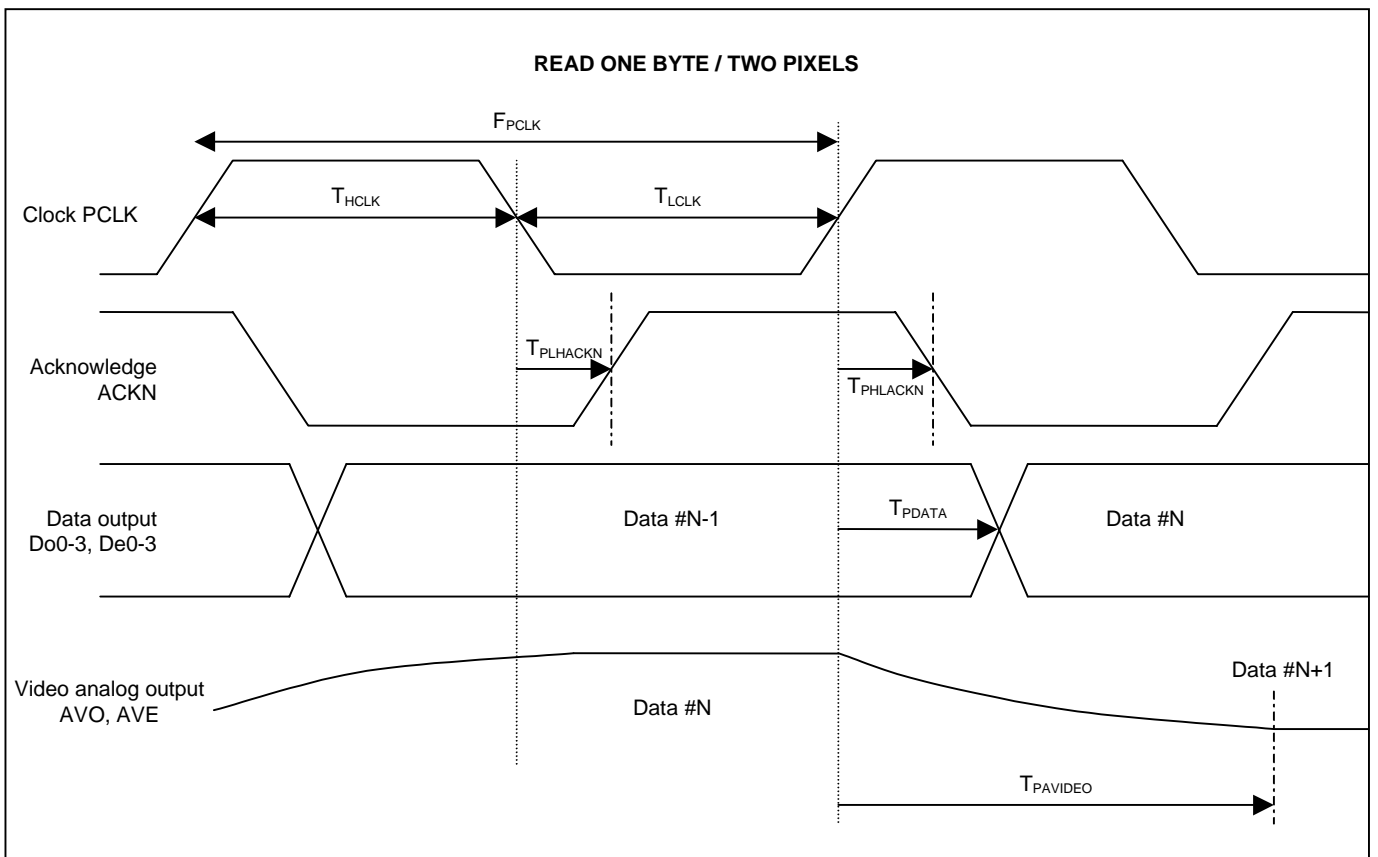 READ ONE BYTE / TWO PIXELS
FPCLK
Clock PCLK
THCLK
TLCLK
Acknowledge
ACKN
TPLHACKN
TPHLACKN
Data output
Do0-3, De0-3
Data #N-1
TPDATA
Data #N
Video analog output
AVO, AVE
Data #N
Data #N+1
TPAVIDEO